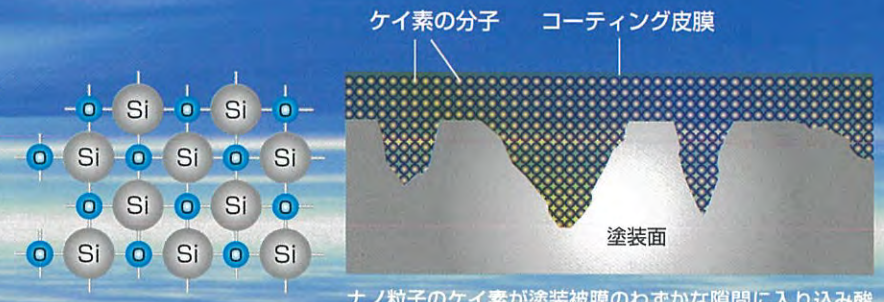 ケイ素の分子 コーティング皮膜
O Si O Si O
O Si O Si O Si
O Si O Si O
O Si O Si O Si
塗装面
ナノ粒子のケイ素が塗装被膜のわずかな隙間に入り込み酸